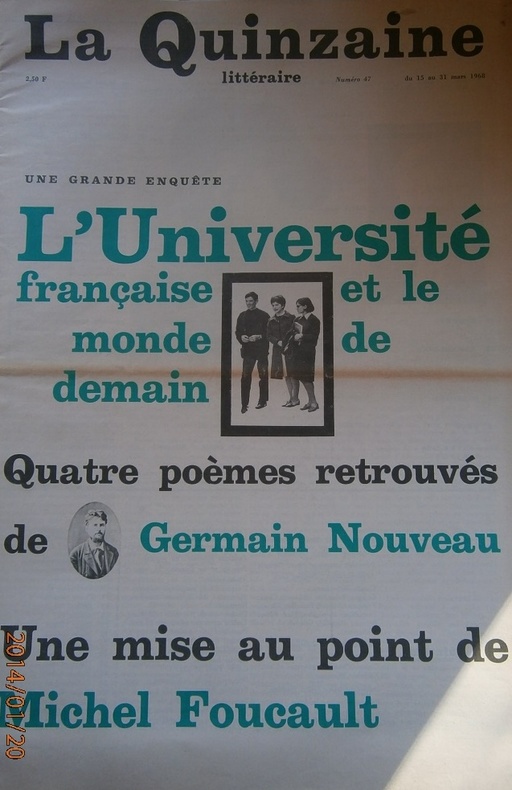 La Quinzaine
2,50 F littéraire Numéro 47 du 15 au 31 mars 1968
UNE GRANDE ENQUÊTE
L'Université
française et le
monde de
demain
Quatre poèmes retrouvés
de Germain Nouveau
Une mise au point de
Michel Foucault
2014/01/20